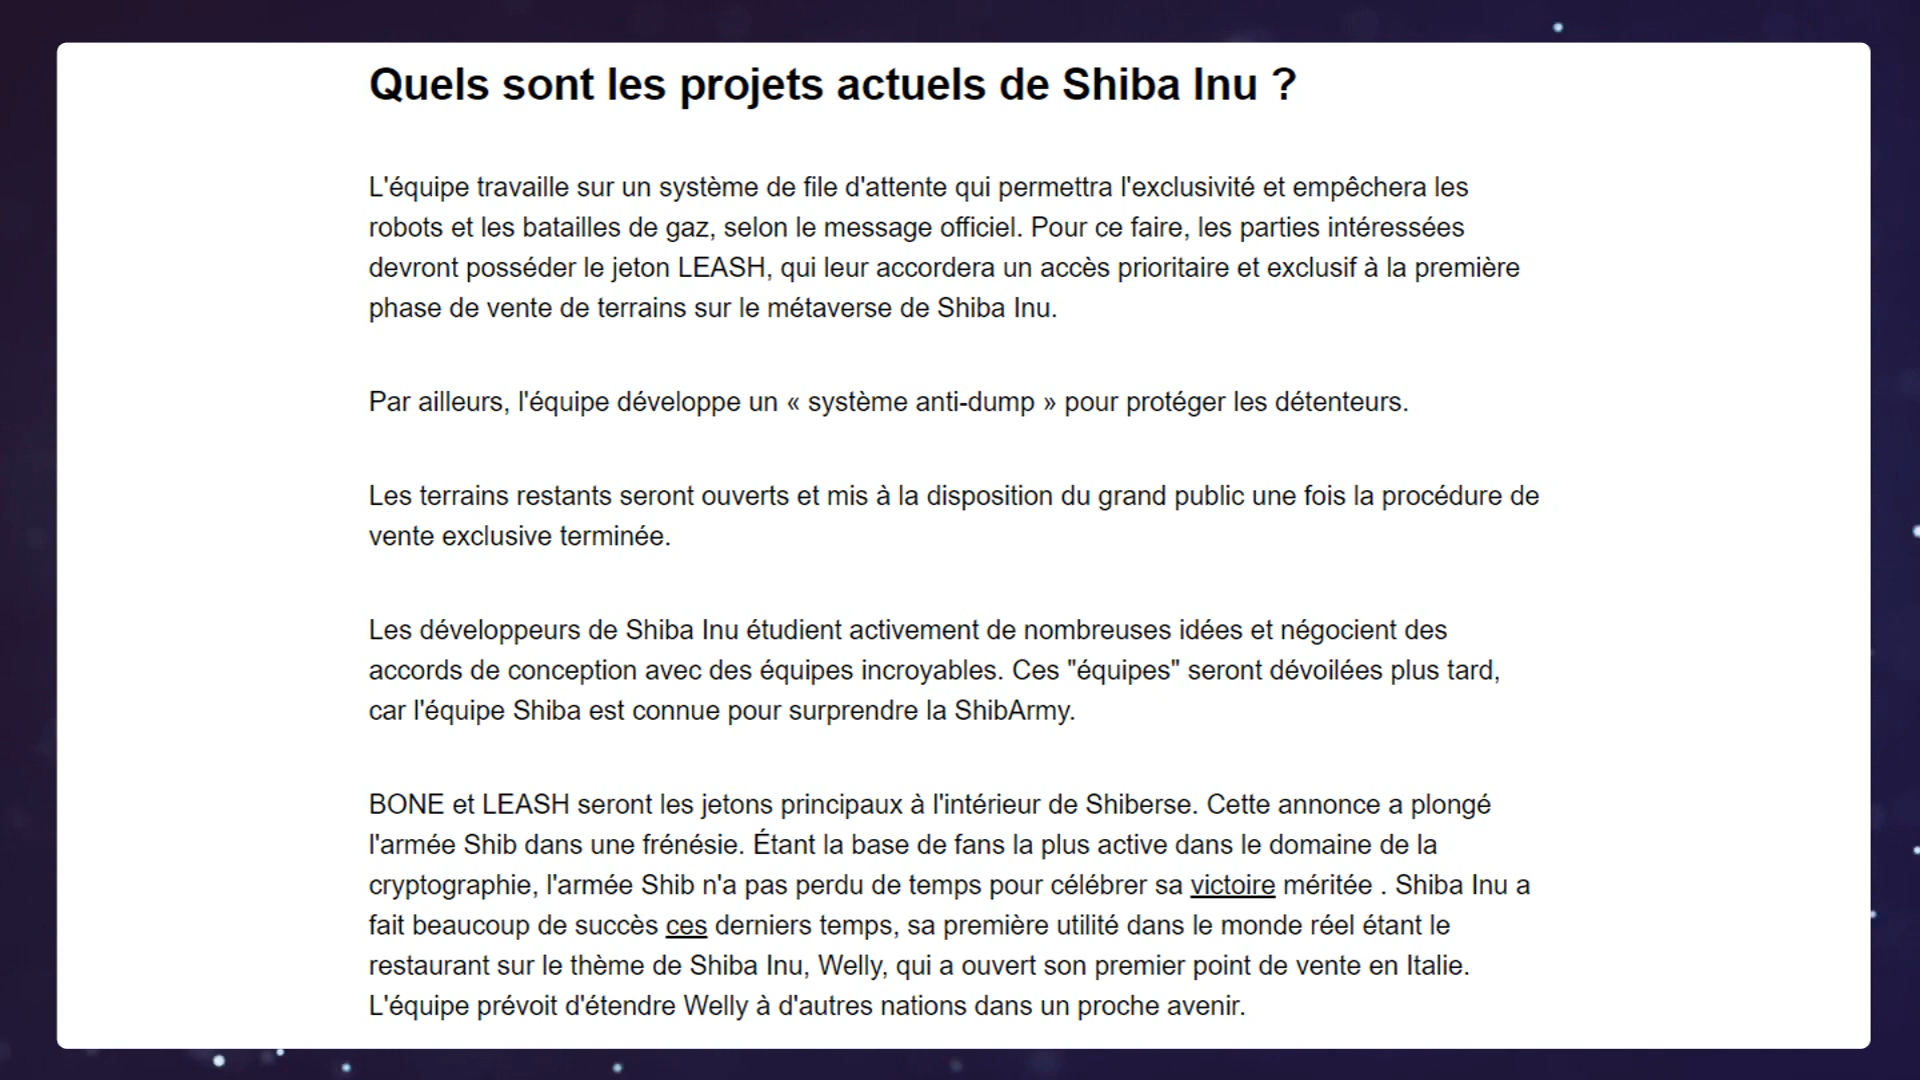 Quels sont les projets actuels de Shiba Inu ?
L'équipe travaille sur un système de file d'attente qui permettra l'exclusivité et empêchera les
robots et les batailles de gaz, selon le message officiel. Pour ce faire, les parties intéressées
devront posséder le jeton LEASH, qui leur accordera un accès prioritaire et exclusif à la première
phase de vente de terrains sur le métaverse de Shiba Inu.
Par ailleurs, l'équipe développe un « système anti-dump » pour protéger les détenteurs.
Les terrains restants seront ouverts et mis à la disposition du grand public une fois la procédure de
vente exclusive terminée.
Les développeurs de Shiba Inu étudient activement de nombreuses idées et négocient des
accords de conception avec des équipes incroyables. Ces "équipes" seront dévoilées plus tard,
car l'équipe Shiba est connue pour surprendre la ShibArmy.
BONE et LEASH seront les jetons principaux à l'intérieur de Shiberse. Cette annonce a plongé
l'armée Shib dans une frénésie. Étant la base de fans la plus active dans le domaine de la
cryptographie, l'armée Shib n'a pas perdu de temps pour célébrer sa victoire méritée . Shiba Inu a
fait beaucoup de succès ces derniers temps, sa première utilité dans le monde réel étant le
restaurant sur le thème de Shiba Inu, Welly, qui a ouvert son premier point de vente en Italie.
L'équipe prévoit d'étendre Welly à d'autres nations dans un proche avenir.